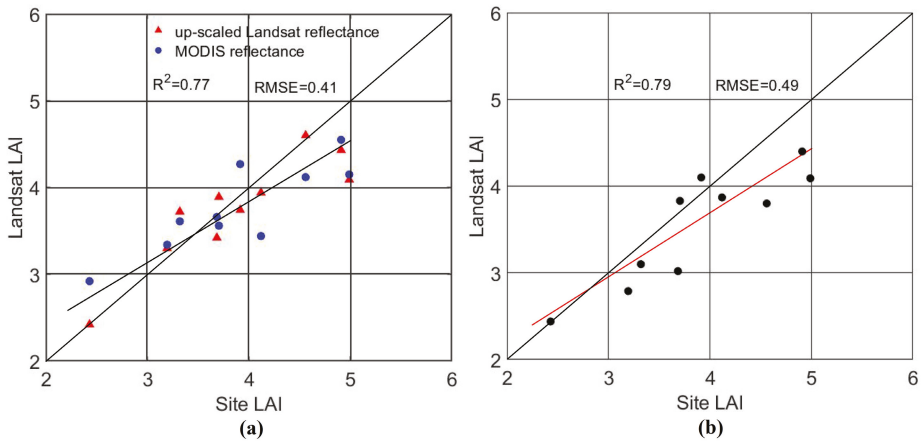 6
5
4
3
2
Landsat LAI
up-scaled Landsat reflectance
MODIS reflectance
R²=0.77 RMSE=0.41
2 3 4 5 6
Site LAI
(a)
6
5
4
3
2
Landsat LAI
R²=0.79 RMSE=0.49
2 3 4 5 6
Site LAI
(b)